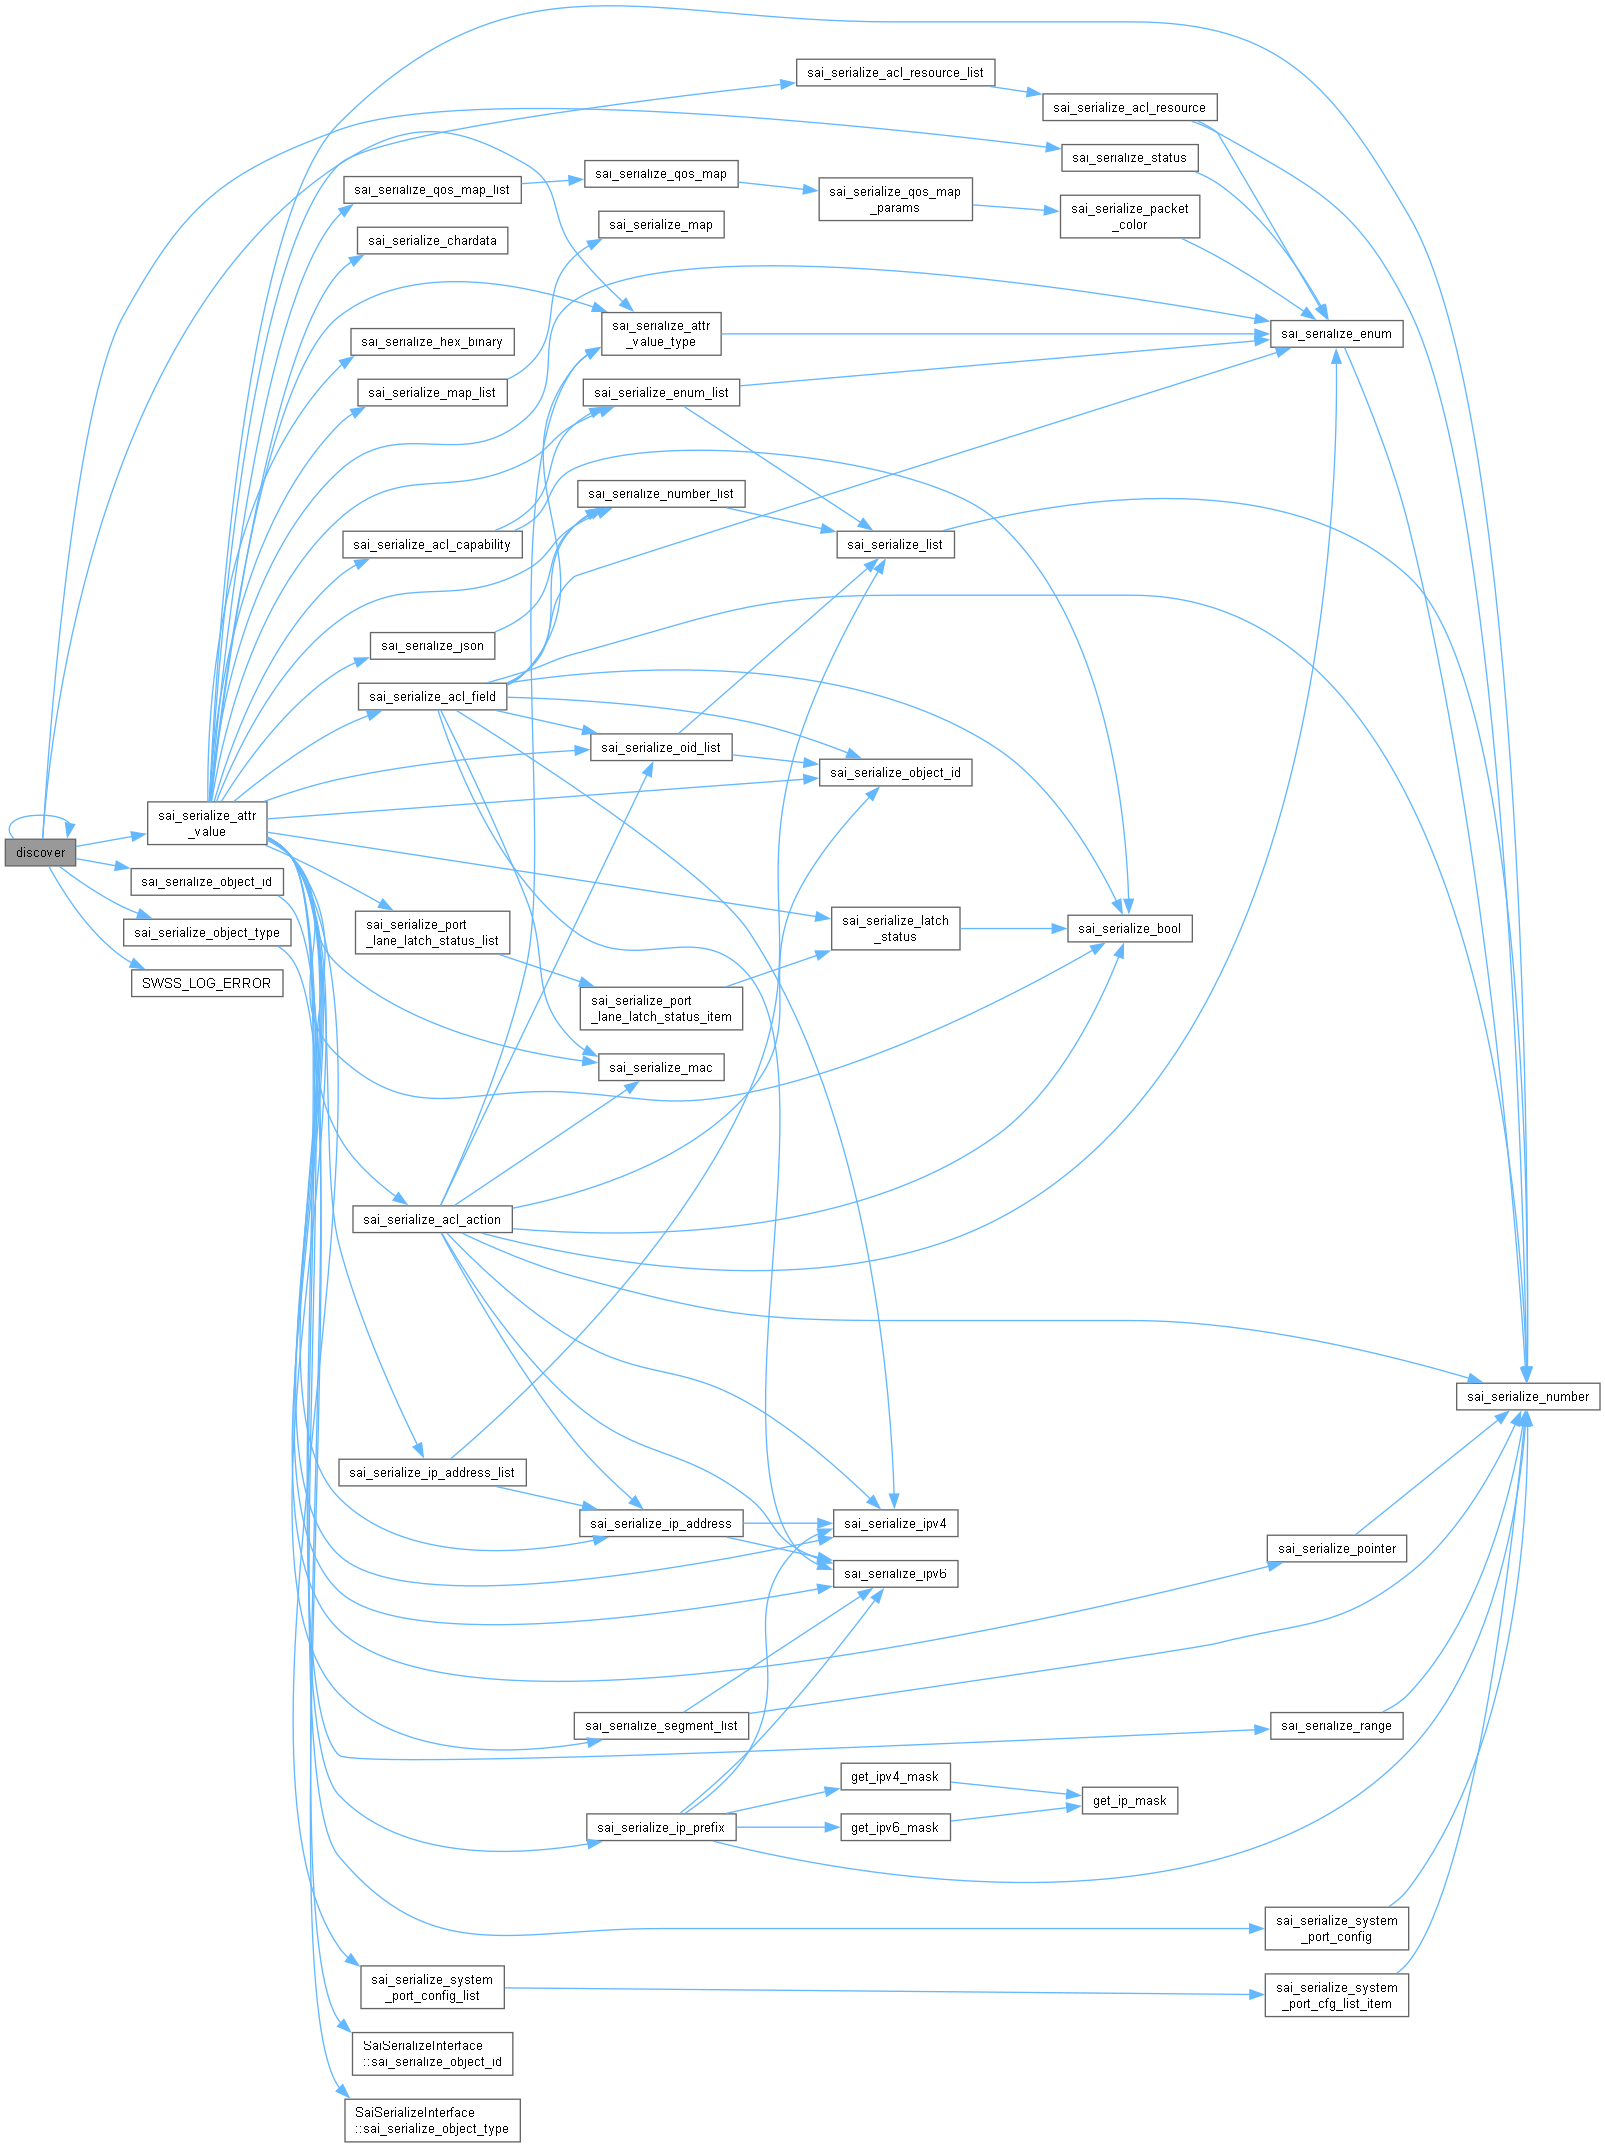 sai_serialize_acl_resource_list
sai_serialize_acl_resource
sai_serialize_status
sai_serialize_qos_map
sai_serialize_qos_map_list
sai_serialize_qos_map
_params
sai_serialize_packet
_color
sai_serialize_map
sai_serialize_chardata
sai_serialize_attr
_value_type
sai_serialize_enum
sai_serialize_hex_binary
sai_serialize_map_list
sai_serialize_enum_list
sai_serialize_number_list
sai_serialize_acl_capability
sai_serialize_list
sai_serialize_json
sai_serialize_acl_field
sai_serialize_oid_list
sai_serialize_object_id
sai_serialize_attr
_value
discover
sai_serialize_object_id
sai_serialize_object_type
SWSS_LOG_ERROR
sai_serialize_port
_lane_latch_status_list
sai_serialize_latch
_status
sai_serialize_bool
sai_serialize_port
_lane_latch_status_item
sai_serialize_mac
sai_serialize_acl_action
sai_serialize_number
sai_serialize_ip_address_list
sai_serialize_ip_address
sai_serialize_ipv4
sai_serialize_pointer
sai_serialize_ipv6
sai_serialize_segment_list
sai_serialize_range
get_ipv4_mask
get_ip_mask
sai_serialize_ip_prefix
get_ipv6_mask
sai_serialize_system
_port_config
sai_serialize_system
_port_config_list
sai_serialize_system
_port_cfg_list_item
SaiSerializeInterface
::sai_serialize_object_id
SaiSerializeInterface
::sai_serialize_object_type